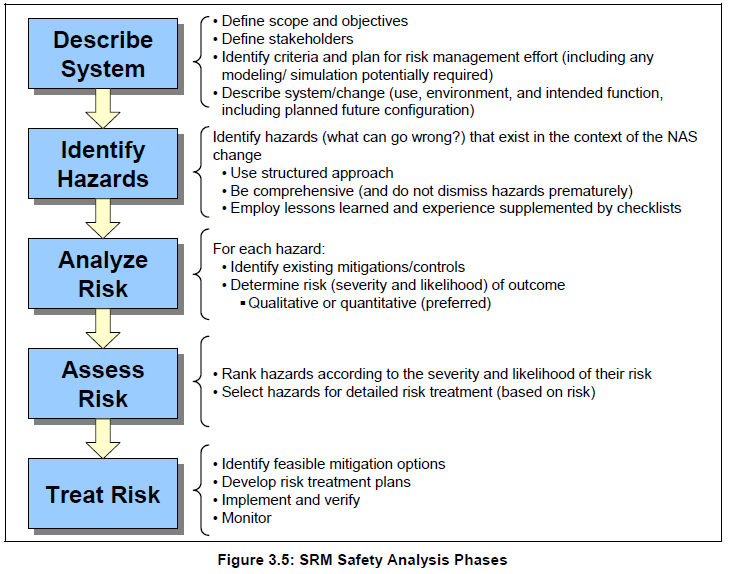 Describe
System
• Define scope and objectives
• Define stakeholders
• Identify criteria and plan for risk management effort (including any
modeling/ simulation potentially required)
• Describe system/change (use, environment, and intended function,
including planned future configuration)
Identify
Hazards
Identify hazards (what can go wrong?) that exist in the context of the NAS
change
• Use structured approach
• Be comprehensive (and do not dismiss hazards prematurely)
• Employ lessons learned and experience supplemented by checklists
Analyze
Risk
For each hazard:
• Identify existing mitigations/controls
• Determine risk (severity and likelihood) of outcome
▪ Qualitative or quantitative (preferred)
Assess
Risk
• Rank hazards according to the severity and likelihood of their risk
• Select hazards for detailed risk treatment (based on risk)
Treat Risk
• Identify feasible mitigation options
• Develop risk treatment plans
• Implement and verify
• Monitor
Figure 3.5: SRM Safety Analysis Phases